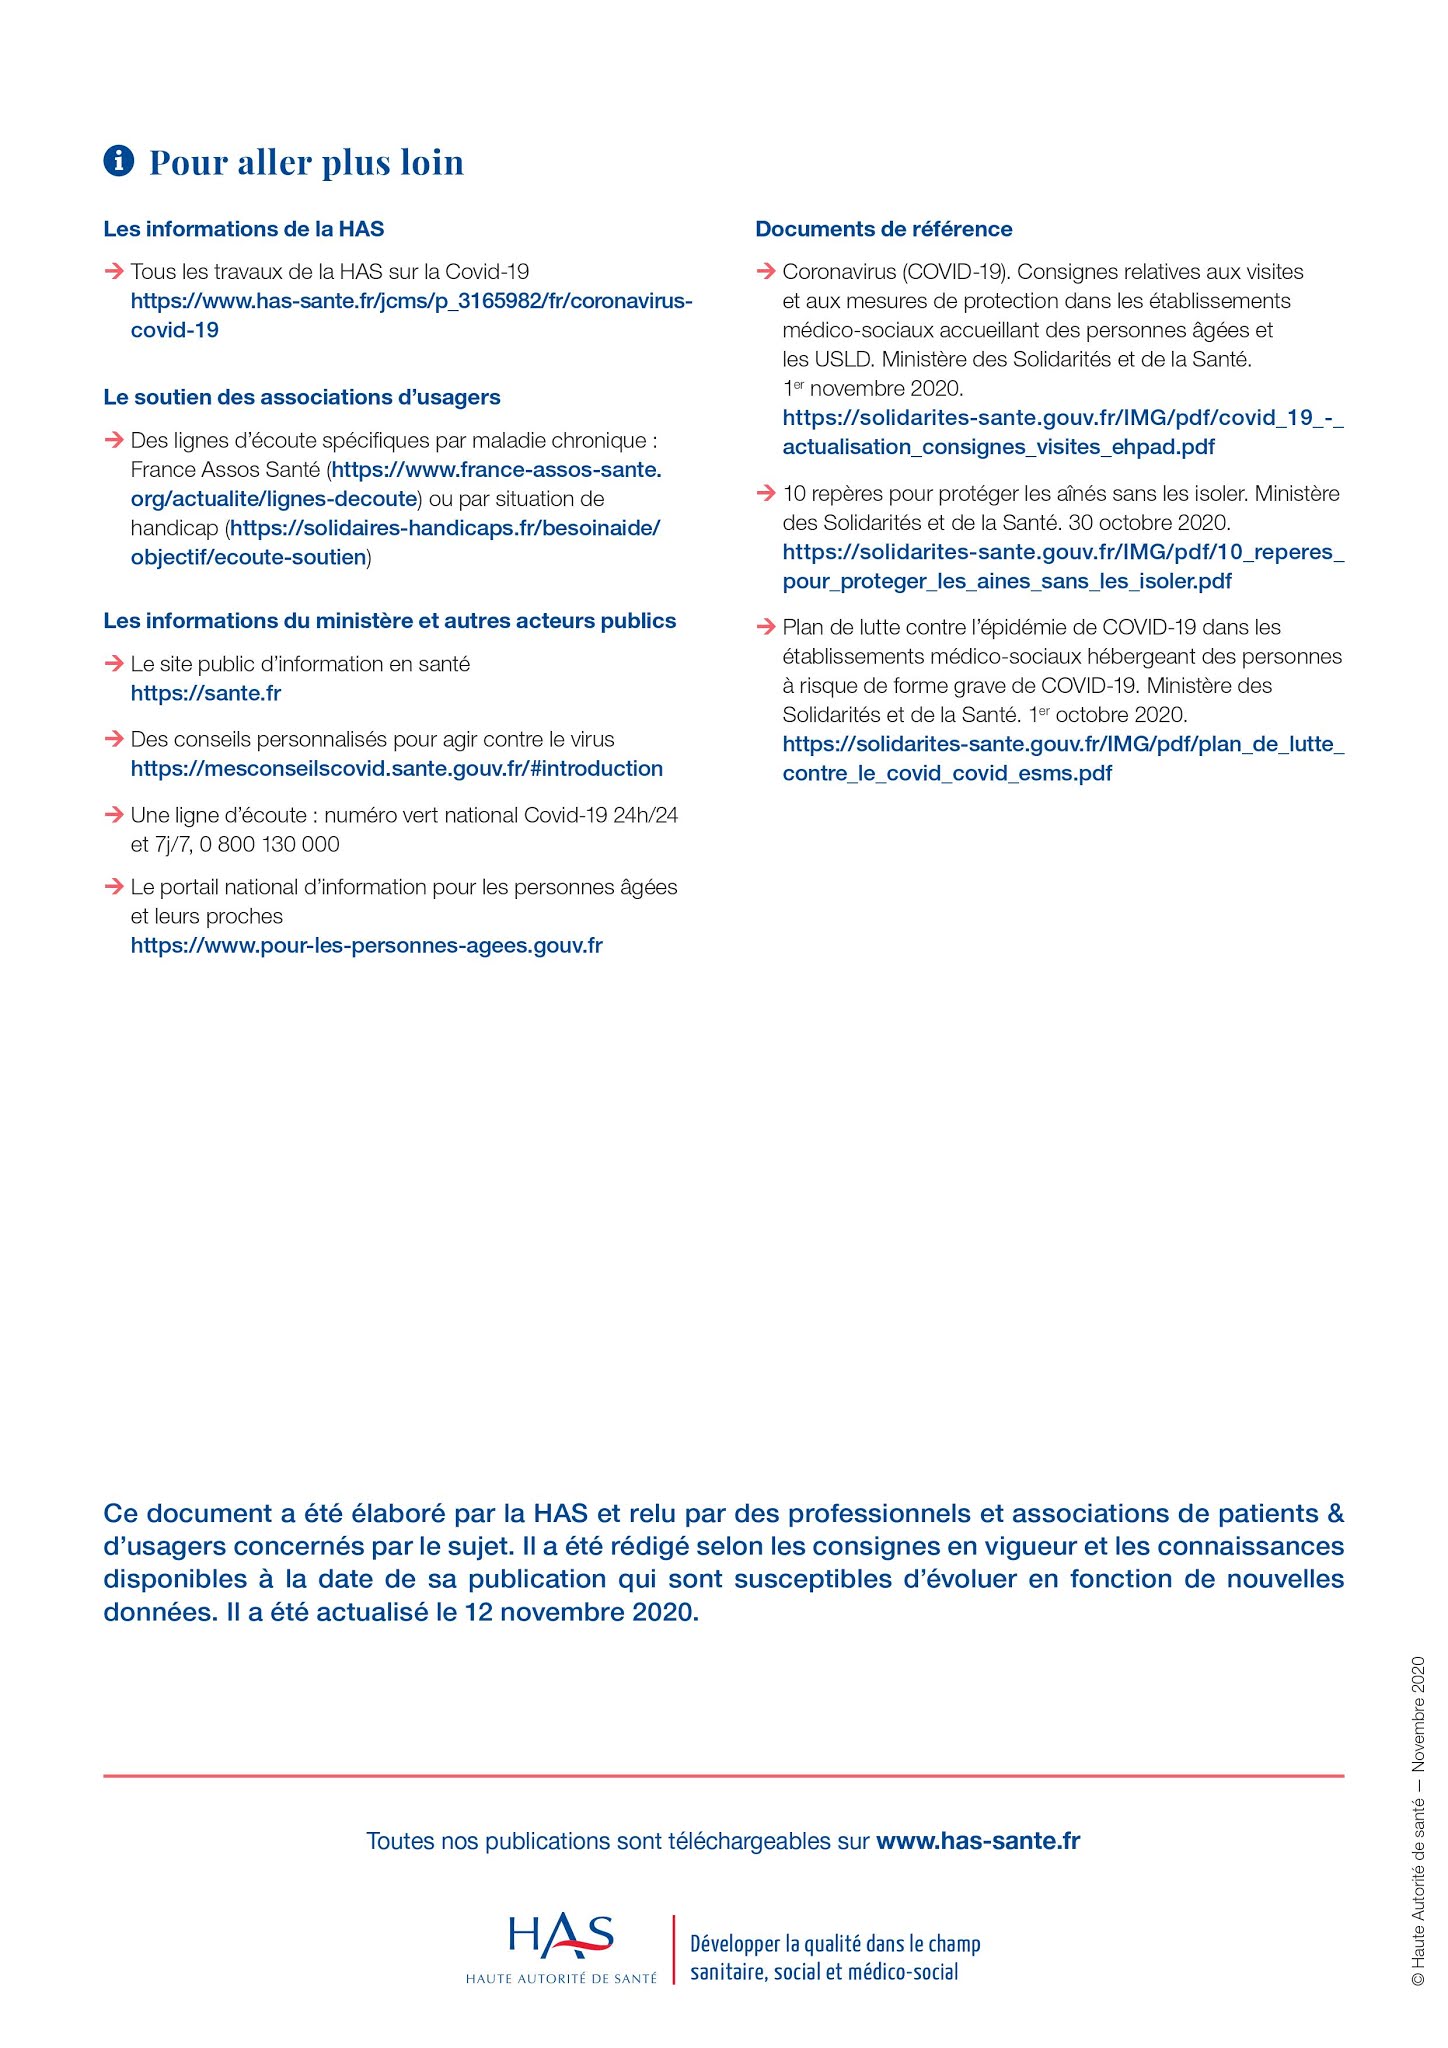 Pour aller plus loin
Les informations de la HAS
→ Tous les travaux de la HAS sur la Covid-19
https://www.has-sante.fr/jcms/p_3165982/fr/coronavirus-
covid-19
Le soutien des associations d’usagers
→ Des lignes d’écoute spécifiques par maladie chronique :
France Assos Santé (https://www.france-assos-sante.
org/actualite/lignes-decoute) ou par situation de
handicap (https://solidaires-handicaps.fr/besoinaide/
objectif/ecoute-soutien)
Les informations du ministère et autres acteurs publics
→ Le site public d’information en santé
https://sante.fr
→ Des conseils personnalisés pour agir contre le virus
https://mesconseilscovid.sante.gouv.fr/#introduction
→ Une ligne d’écoute : numéro vert national Covid-19 24h/24
et 7j/7, 0 800 130 000
→ Le portail national d’information pour les personnes âgées
et leurs proches
https://www.pour-les-personnes-agees.gouv.fr
Documents de référence
→ Coronavirus (COVID-19). Consignes relatives aux visites
et aux mesures de protection dans les établissements
médico-sociaux accueillant des personnes âgées et
les USLD. Ministère des Solidarités et de la Santé.
1er novembre 2020.
https://solidarites-sante.gouv.fr/IMG/pdf/covid_19_-_
actualisation_consignes_visites_ehpad.pdf
→ 10 repères pour protéger les aînés sans les isoler. Ministère
des Solidarités et de la Santé. 30 octobre 2020.
https://solidarites-sante.gouv.fr/IMG/pdf/10_reperes_
pour_proteger_les_aines_sans_les_isoler.pdf
→ Plan de lutte contre l’épidémie de COVID-19 dans les
établissements médico-sociaux hébergeant des personnes
à risque de forme grave de COVID-19. Ministère des
Solidarités et de la Santé. 1er octobre 2020.
https://solidarites-sante.gouv.fr/IMG/pdf/plan_de_lutte_
contre_le_covid_covid_esms.pdf
Ce document a été élaboré par la HAS et relu par des professionnels et associations de patients &
d’usagers concernés par le sujet. Il a été rédigé selon les consignes en vigueur et les connaissances
disponibles à la date de sa publication qui sont susceptibles d’évoluer en fonction de nouvelles
données. Il a été actualisé le 12 novembre 2020.
© Haute Autorité de santé — Novembre 2020
Toutes nos publications sont téléchargeables sur www.has-sante.fr
HAS
HAUTE AUTORITÉ DE SANTÉ
Développer la qualité dans le champ
sanitaire, social et médico-social